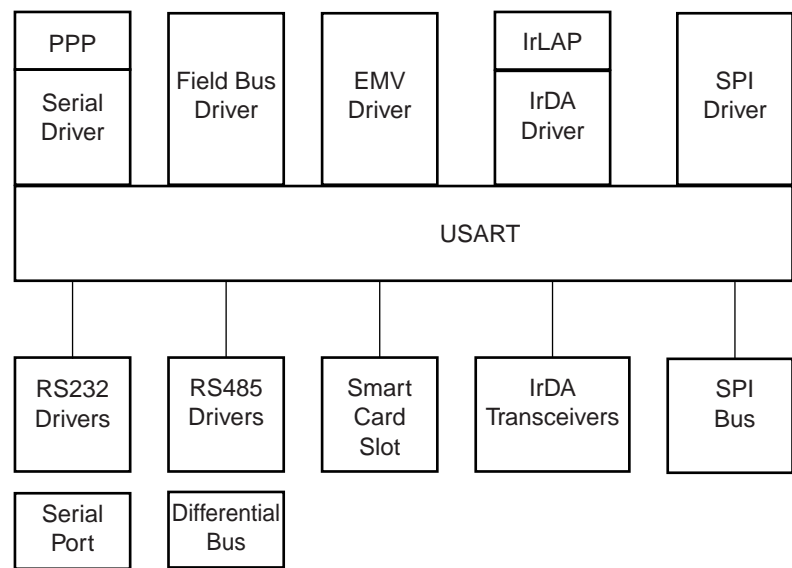 PPP
Serial
Driver
Field Bus
Driver
EMV
Driver
IrLAP
IrDA
Driver
SPI
Driver
USART
RS232
Drivers
RS485
Drivers
Smart
Card
Slot
IrDA
Transceivers
SPI
Bus
Serial
Port
Differential
Bus